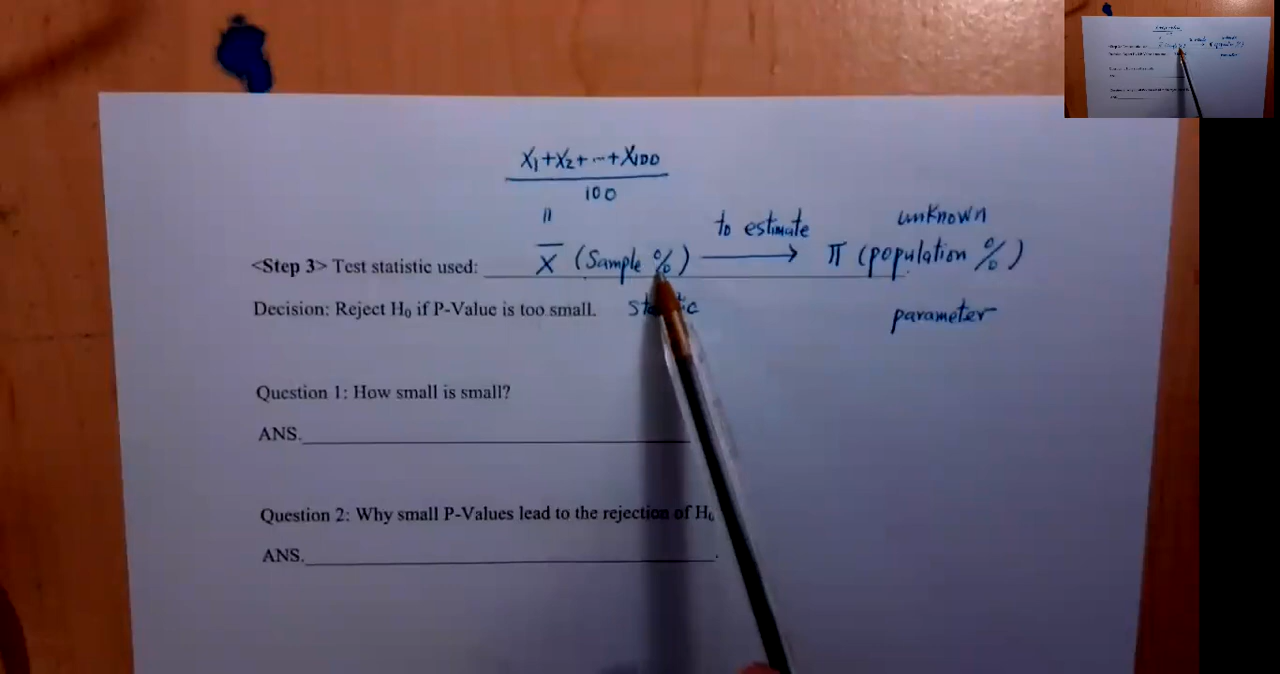 X1+X2+...+X100
100
=
X̄ (Sample %) → to estimate π (population %) unknown
<Step 3> Test statistic used:
Decision: Reject H0 if P-Value is too small.
parameter
Question 1: How small is small?
ANS.
Question 2: Why small P-Values lead to the rejection of H0
ANS.